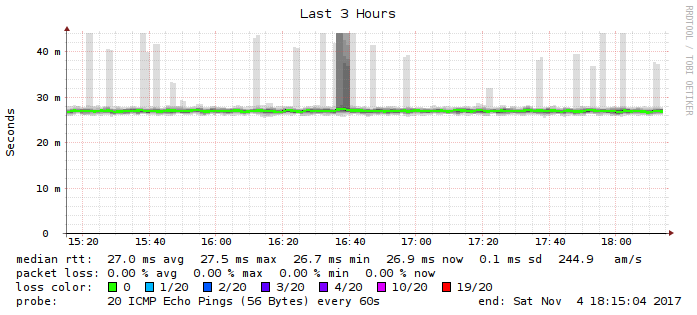 Last 3 Hours
RRDTOOL / TOBI OETIKER
Seconds
40 m
30 m
20 m
10 m
0
15:20 15:40 16:00 16:20 16:40 17:00 17:20 17:40 18:00
median rtt: 27.0 ms avg 27.5 ms max 26.7 ms min 26.9 ms now 0.1 ms sd 244.9 am/s
packet loss: 0.00 % avg 0.00 % max 0.00 % min 0.00 % now
loss color: 0 1/20 2/20 3/20 4/20 10/20 19/20
probe: 20 ICMP Echo Pings (56 Bytes) every 60s end: Sat Nov 4 18:15:04 2017